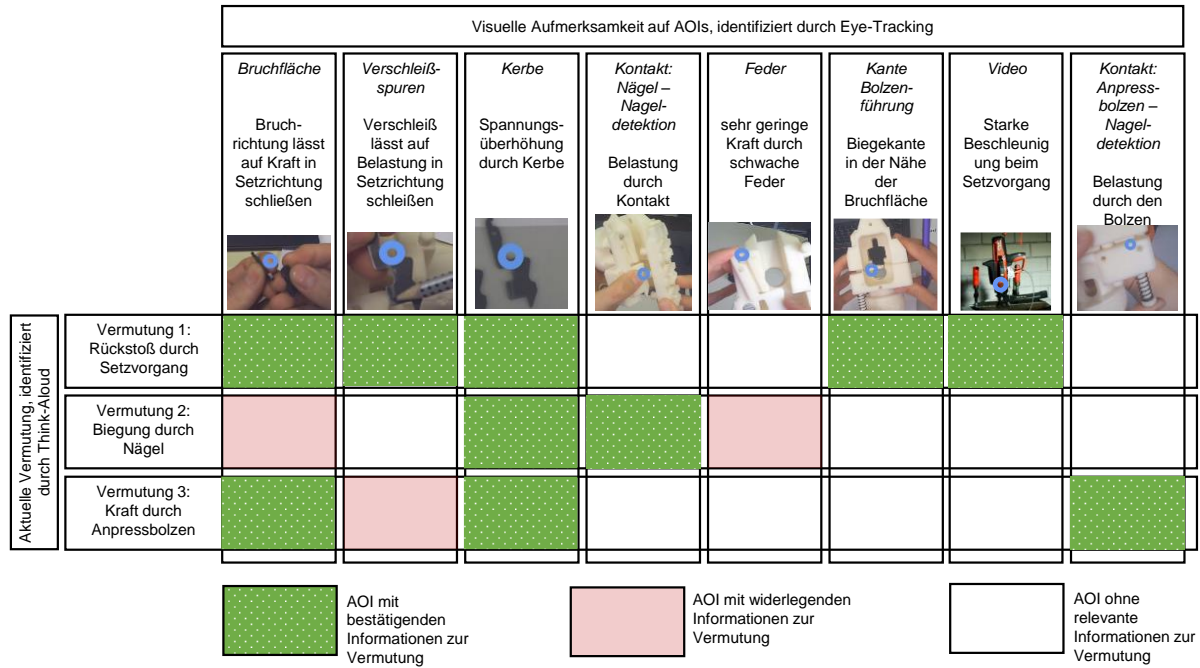 Visuelle Aufmerksamkeit auf AOIs, identifiziert durch Eye-Tracking
Bruchfläche
Bruch-
richtung lässt
auf Kraft in
Setzrichtung
schließen
Verschleiß-
spuren
Verschleiß
lässt auf
Belastung in
Setzrichtung
schleißen
Kerbe
Spannungs-
überhöhung
durch Kerbe
Kontakt:
Nägel –
Nagel-
detektion
Belastung
durch
Kontakt
Feder
sehr geringe
Kraft durch
schwache
Feder
Kante
Bolzen-
führung
Biegekante
in der Nähe
der
Bruchfläche
Video
Starke
Beschleunig
ung beim
Setzvorgang
Kontakt:
Anpress-
bolzen –
Nagel-
detektion
Belastung
durch den
Bolzen
Aktuelle Vermutung, identifiziert
durch Think-Aloud
Vermutung 1:
Rückstoß durch
Setzvorgang
Vermutung 2:
Biegung durch
Nägel
Vermutung 3:
Kraft durch
Anpressbolzen
AOI mit
bestätigenden
Informationen zur
Vermutung
AOI mit widerlegenden
Informationen zur
Vermutung
AOI ohne
relevante
Informationen zur
Vermutung